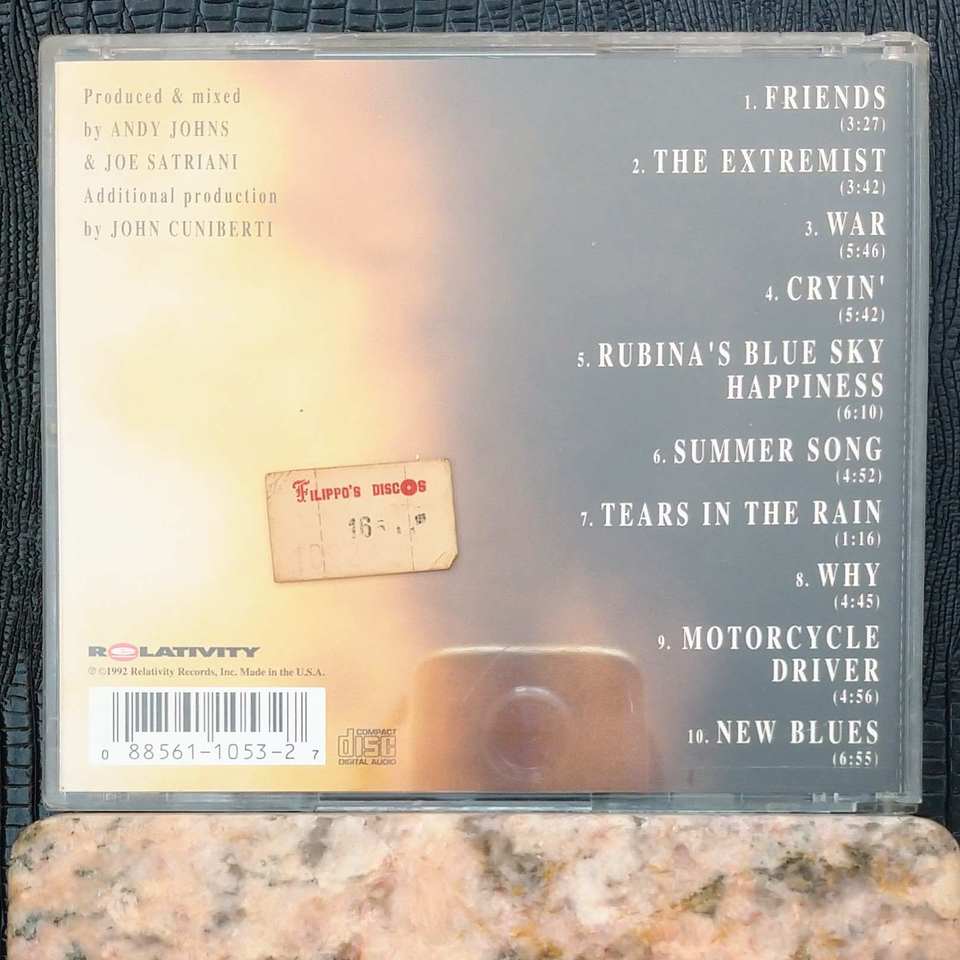 Produced & mixed
by ANDY JOHNS
& JOE SATRIANI
Additional production
by JOHN CUNIBERTI
1. FRIENDS
(3:27)
2. THE EXTREMIST
(3:42)
3. WAR
(5:46)
4. CRYIN'
(5:42)
5. RUBINA'S BLUE SKY
HAPPINESS
(6:10)
6. SUMMER SONG
(4:52)
7. TEARS IN THE RAIN
(1:16)
8. WHY
(4:45)
9. MOTORCYCLE
DRIVER
(4:56)
10. NEW BLUES
(6:55)
FILIPPO'S DISCOS
16
RELATIVITY
℗ ©1992 Relativity Records, Inc. Made in the U.S.A.
0 88561-1053-2 7
COMPACT
disc
DIGITAL AUDIO